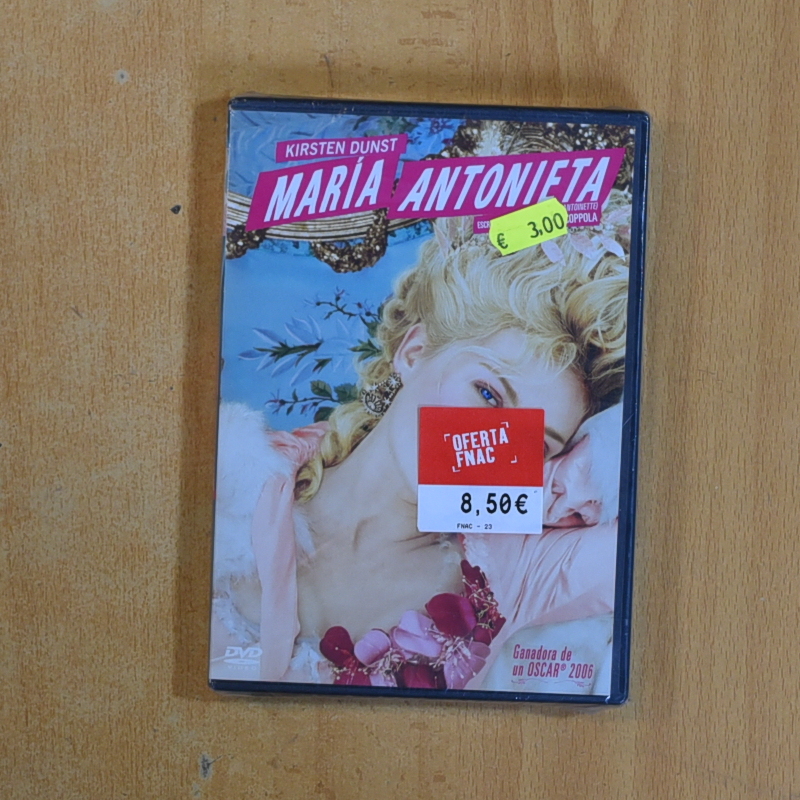 KIRSTEN DUNST
MARÍA ANTONIETA
ANTOINETTE)
COPPOLA
€ 3,00
OFERTA
FNAC
8,50€
FNAC - 23
DVD
Ganadora de
un OSCAR® 2006